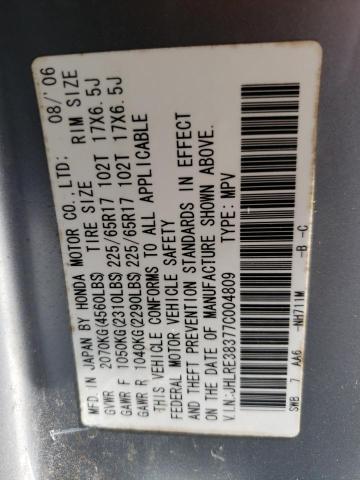 MFD. IN JAPAN BY HONDA MOTOR CO.,LTD: 08/'06
TIRE SIZE RIM SIZE
GVWR 2070KG(4560LBS)
GAWR F 1050KG(2310LBS) 225/65R17 102T 17X6.5J
GAWR R 1040KG(2290LBS) 225/65R17 102T 17X6.5J
THIS VEHICLE CONFORMS TO ALL APPLICABLE
FEDERAL MOTOR VEHICLE SAFETY
AND THEFT PREVENTION STANDARDS IN EFFECT
ON THE DATE OF MANUFACTURE SHOWN ABOVE.
V.I.N:JHLRE38377C004809 MPV
SWB 7 AA6 -NH711M -B -C